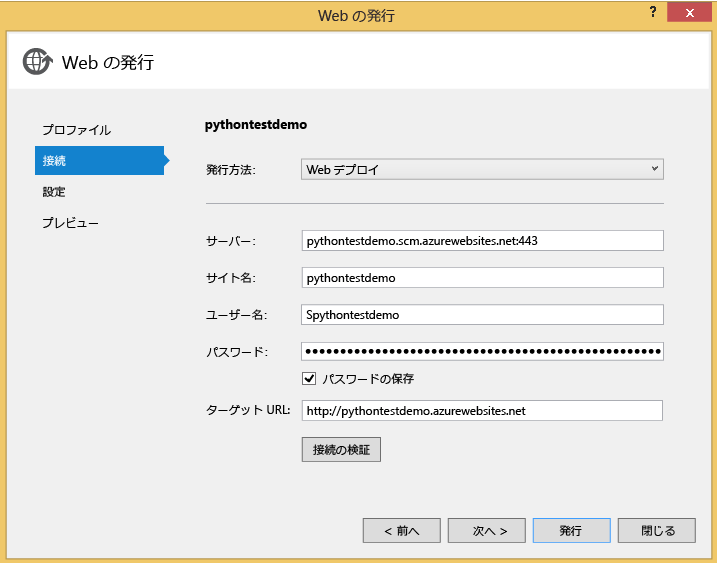 Web の発行
?
x
Web の発行
プロファイル
接続
設定
プレビュー
pythontestdemo
発行方法: Web デプロイ
サーバー: pythontestdemo.scm.azurewebsites.net:443
サイト名: pythontestdemo
ユーザー名: Spythontestdemo
パスワード:
パスワードの保存
ターゲット URL: http://pythontestdemo.azurewebsites.net
接続の検証
< 前へ 次へ > 発行 閉じる